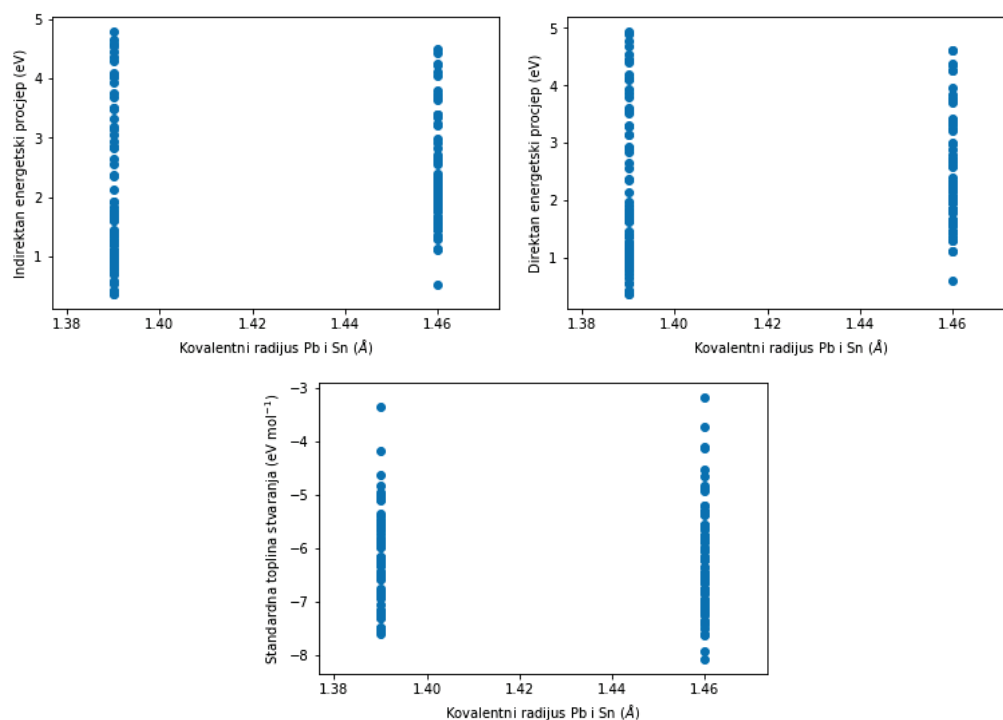 Indirektan energetski procjep (eV)
5
4
3
2
1
1.38 1.40 1.42 1.44 1.46
Kovalentni radijus Pb i Sn (Å)
Direktan energetski procjep (eV)
5
4
3
2
1
1.38 1.40 1.42 1.44 1.46
Kovalentni radijus Pb i Sn (Å)
Standardna toplina stvaranja (eV mol⁻¹)
−3
−4
−5
−6
−7
−8
1.38 1.40 1.42 1.44 1.46
Kovalentni radijus Pb i Sn (Å)